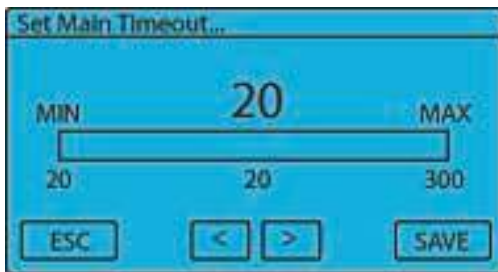 Set Main Timeout...
20
MIN MAX
20 20 300
ESC < > SAVE